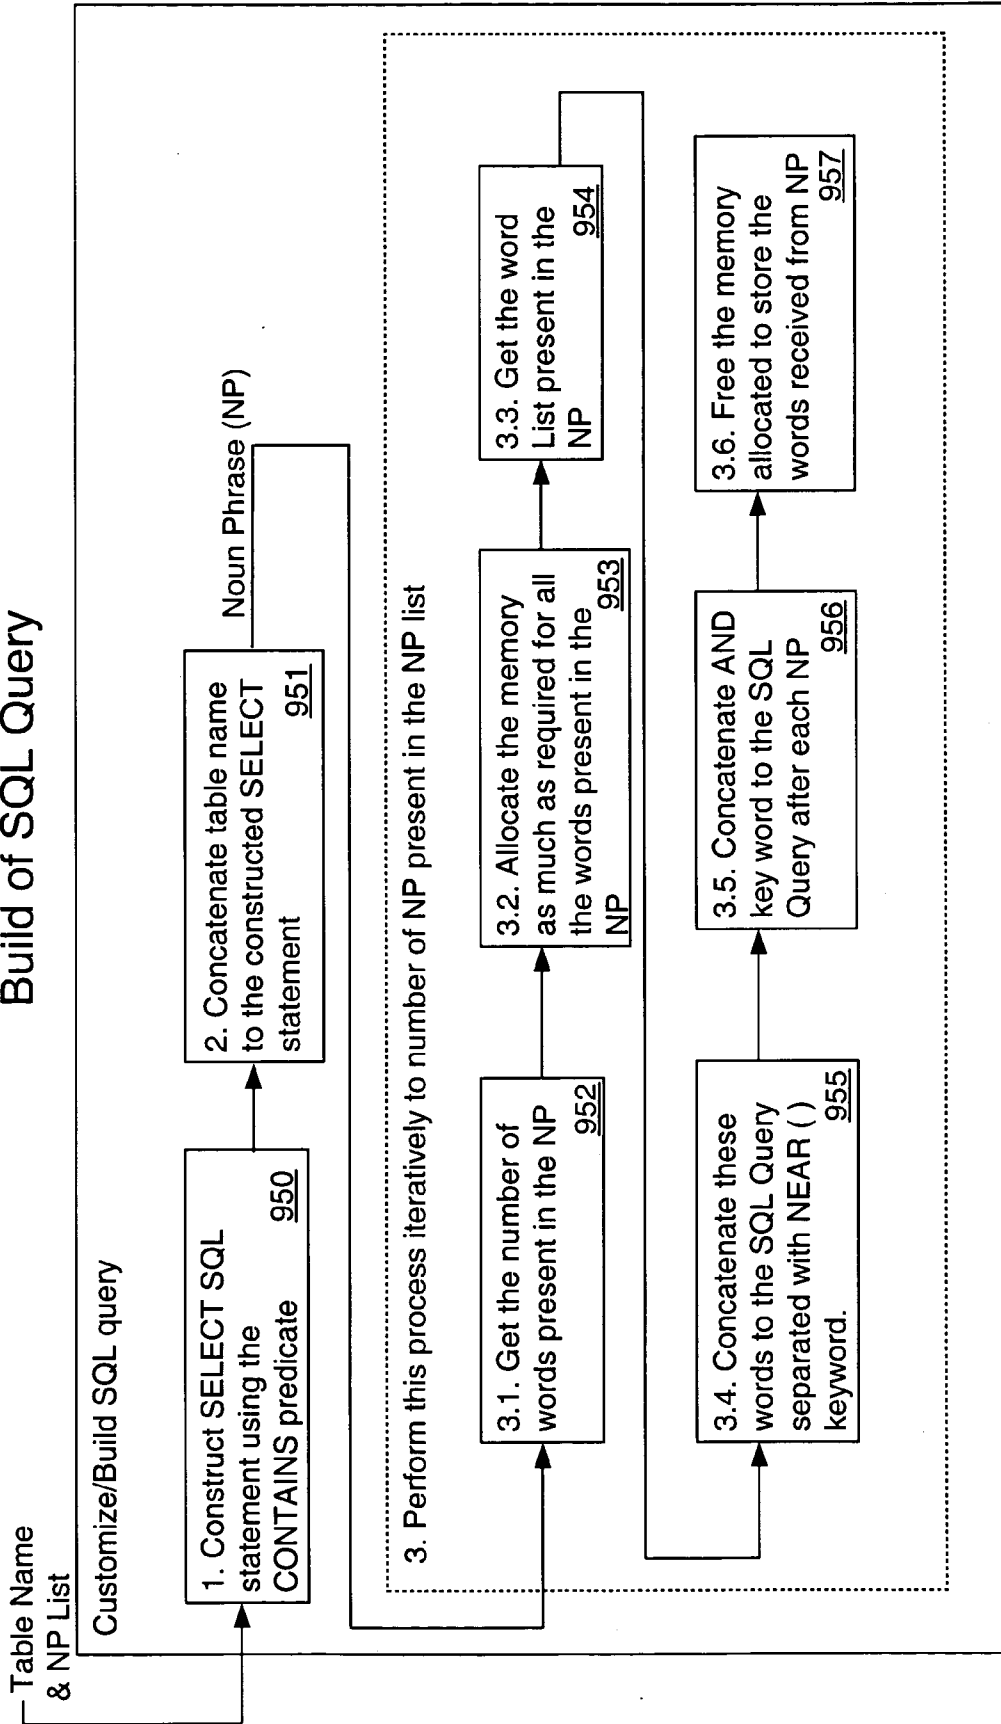 Build of SQL Query
Table Name
& NP List
Customize/Build SQL query
1. Construct SELECT SQL
statement using the
CONTAINS predicate
950
2. Concatenate table name
to the constructed SELECT
statement
951
Noun Phrase (NP)
3. Perform this process iteratively to number of NP present in the NP list
3.1. Get the number of
words present in the NP
952
3.2. Allocate the memory
as much as required for all
the words present in the
NP
953
3.3. Get the word
List present in the
NP
954
3.4. Concatenate these
words to the SQL Query
separated with NEAR ( )
keyword.
955
3.5. Concatenate AND
key word to the SQL
Query after each NP
956
3.6. Free the memory
allocated to store the
words received from NP
957